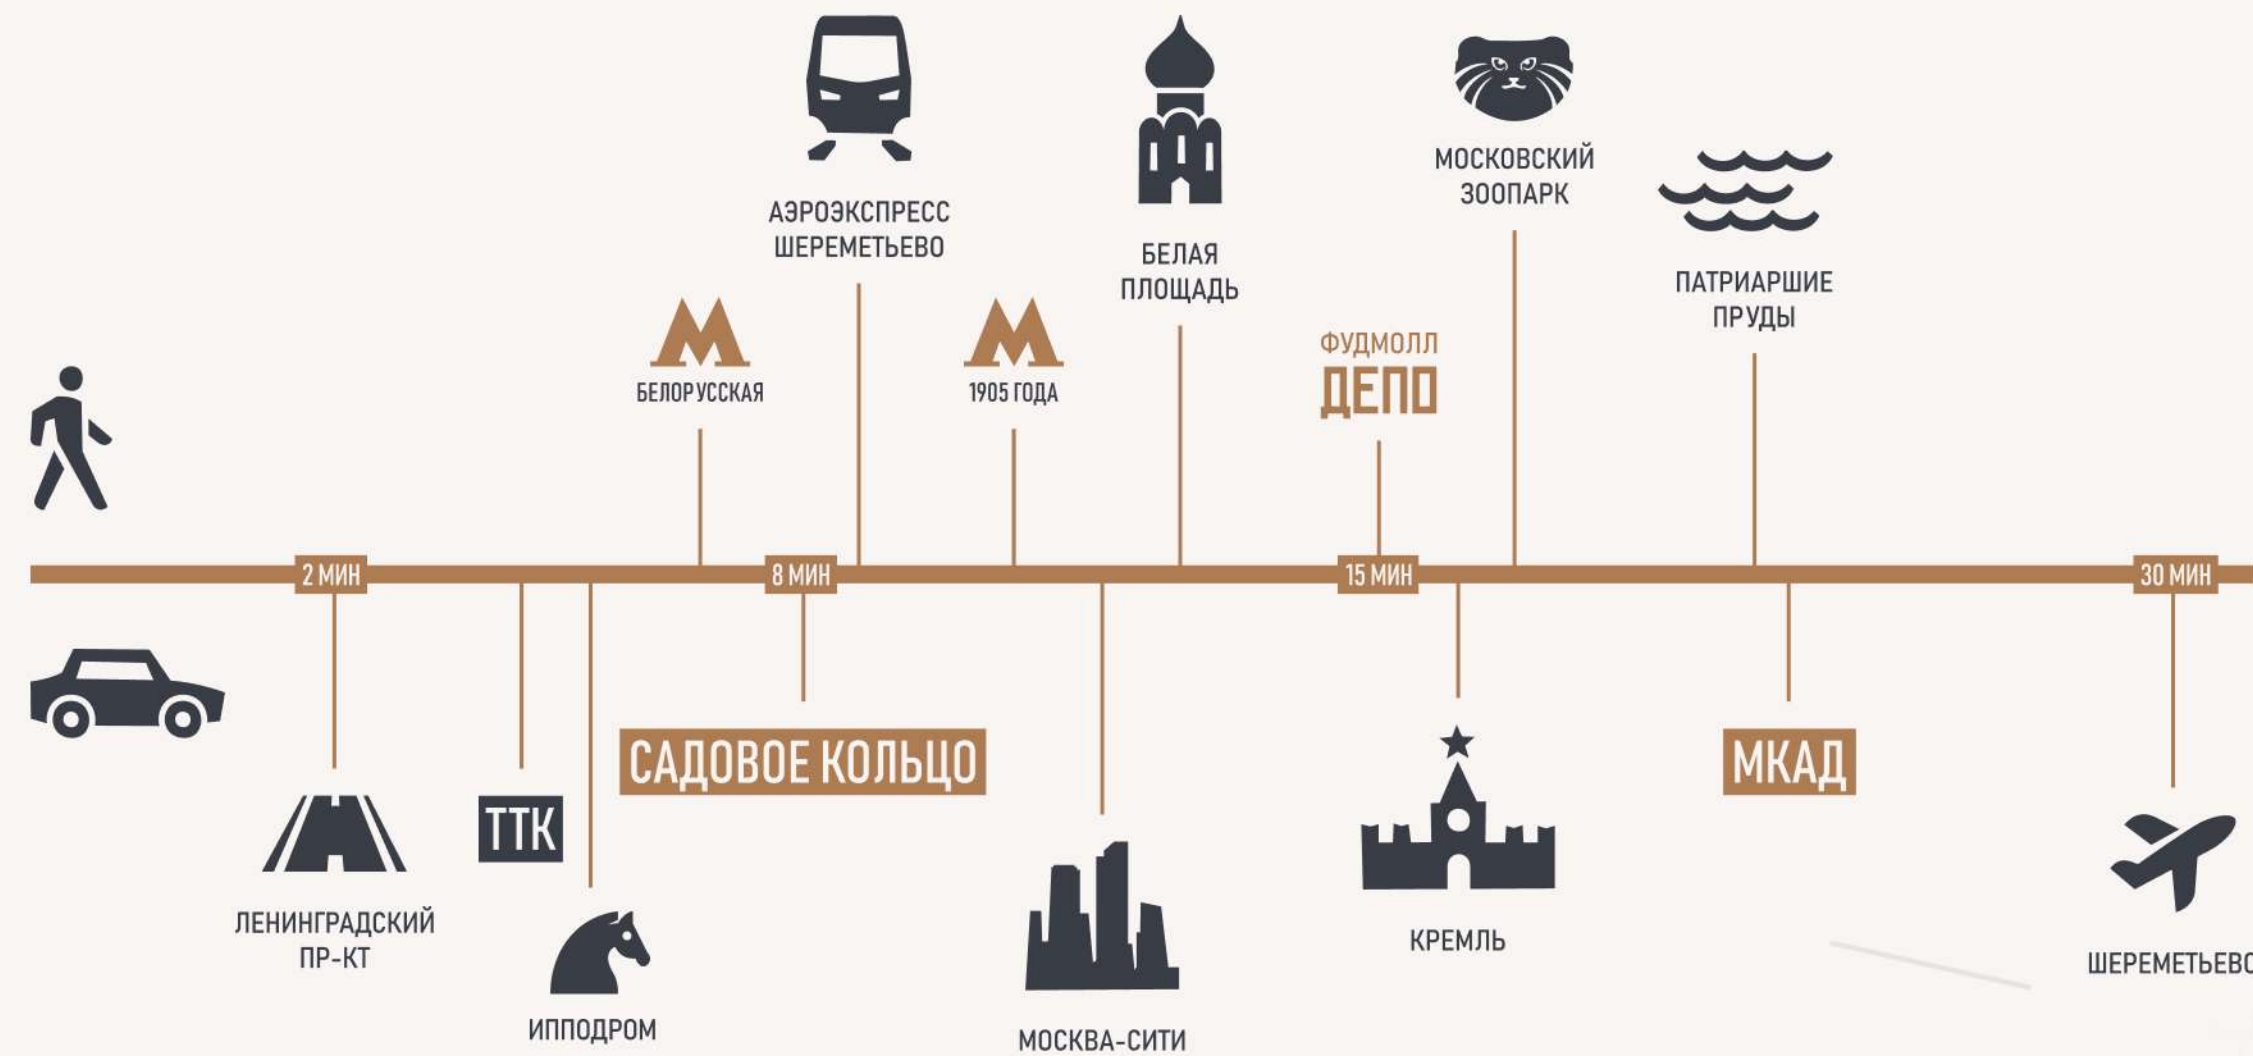 АЭРОЭКСПРЕСС
ШЕРЕМЕТЬЕВО
БЕЛОРУССКАЯ
1905 ГОДА
БЕЛАЯ
ПЛОЩАДЬ
ФУДМОЛЛ
ДЕПО
МОСКОВСКИЙ
ЗООПАРК
ПАТРИАРШИЕ
ПРУДЫ
2 МИН
8 МИН
15 МИН
30 МИН
ЛЕНИНГРАДСКИЙ
ПР-КТ
ТТК
ИППОДРОМ
САДОВОЕ КОЛЬЦО
МОСКВА-СИТИ
КРЕМЛЬ
МКАД
ШЕРЕМЕТЬЕВО